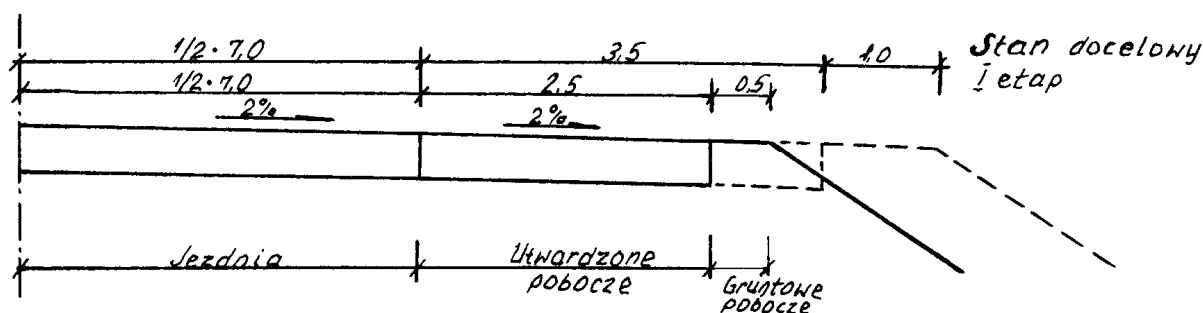 1/2·7,0 3,5 1,0 Stan docelowy
1/2·7,0 2,5 0,5 I etap
2% 2%
Jezdnia Utwardzone pobocze Gruntowe pobocze